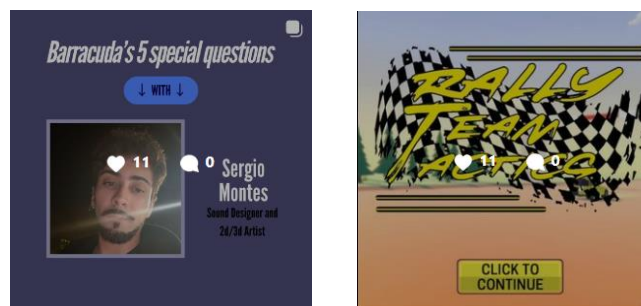 Barracuda's 5 special questions
↓ WITH ↓
11 0
Sergio
Montes
Sound Designer and
2d/3d Artist
RALLY
TEAM
TACTICS
11 0
CLICK TO
CONTINUE